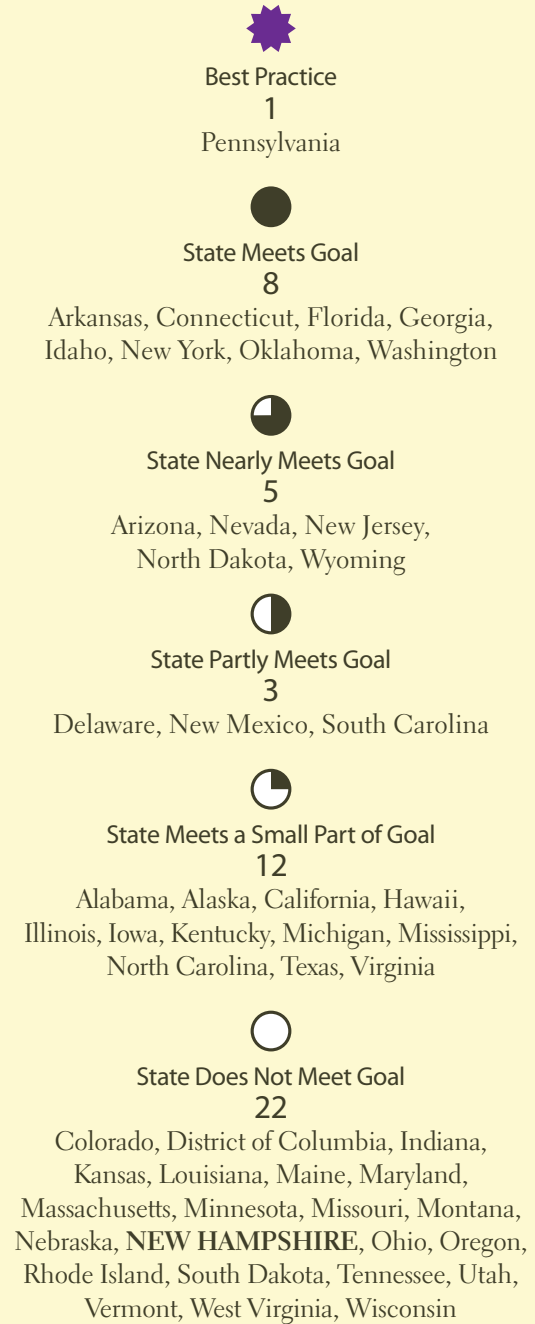 Best Practice
1
Pennsylvania
State Meets Goal
8
Arkansas, Connecticut, Florida, Georgia,
Idaho, New York, Oklahoma, Washington
State Nearly Meets Goal
5
Arizona, Nevada, New Jersey,
North Dakota, Wyoming
State Partly Meets Goal
3
Delaware, New Mexico, South Carolina
State Meets a Small Part of Goal
12
Alabama, Alaska, California, Hawaii,
Illinois, Iowa, Kentucky, Michigan, Mississippi,
North Carolina, Texas, Virginia
State Does Not Meet Goal
22
Colorado, District of Columbia, Indiana,
Kansas, Louisiana, Maine, Maryland,
Massachusetts, Minnesota, Missouri, Montana,
Nebraska, NEW HAMPSHIRE, Ohio, Oregon,
Rhode Island, South Dakota, Tennessee, Utah,
Vermont, West Virginia, Wisconsin